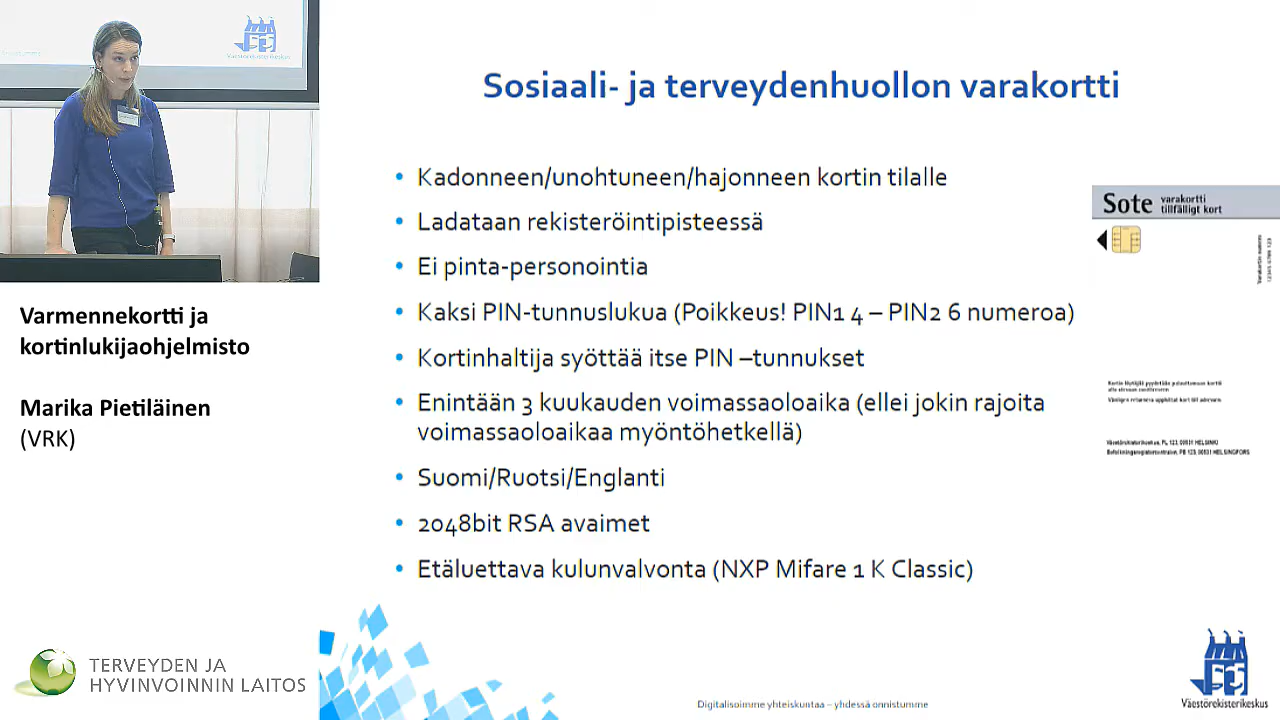 Väestörekisterikeskus
Sosiaali- ja terveydenhuollon varakortti
• Kadonneen/unohtuneen/hajonneen kortin tilalle
• Ladataan rekisteröintipisteessä
• Ei pinta-personointia
• Kaksi PIN-tunnuslukua (Poikkeus! PIN1 4 – PIN2 6 numeroa)
• Kortinhaltija syöttää itse PIN –tunnukset
• Enintään 3 kuukauden voimassaoloaika (ellei jokin rajoita
voimassaoloaikaa myöntöhetkellä)
• Suomi/Ruotsi/Englanti
• 2048bit RSA avaimet
• Etäluettava kulunvalvonta (NXP Mifare 1 K Classic)
Sote varakortti
tillfälligt kort
Varakortin numero
Väestörekisterikeskus, PL 123, 00531 HELSINKI
Befolkningsregistercentralen, PB 123, 00531 HELSINGFORS
Varmennekortti ja
kortinlukijaohjelmisto
Marika Pietiläinen
(VRK)
TERVEYDEN JA
HYVINVOINNIN LAITOS
Digitalisoimme yhteiskuntaa – yhdessä onnistumme
Väestörekisterikeskus